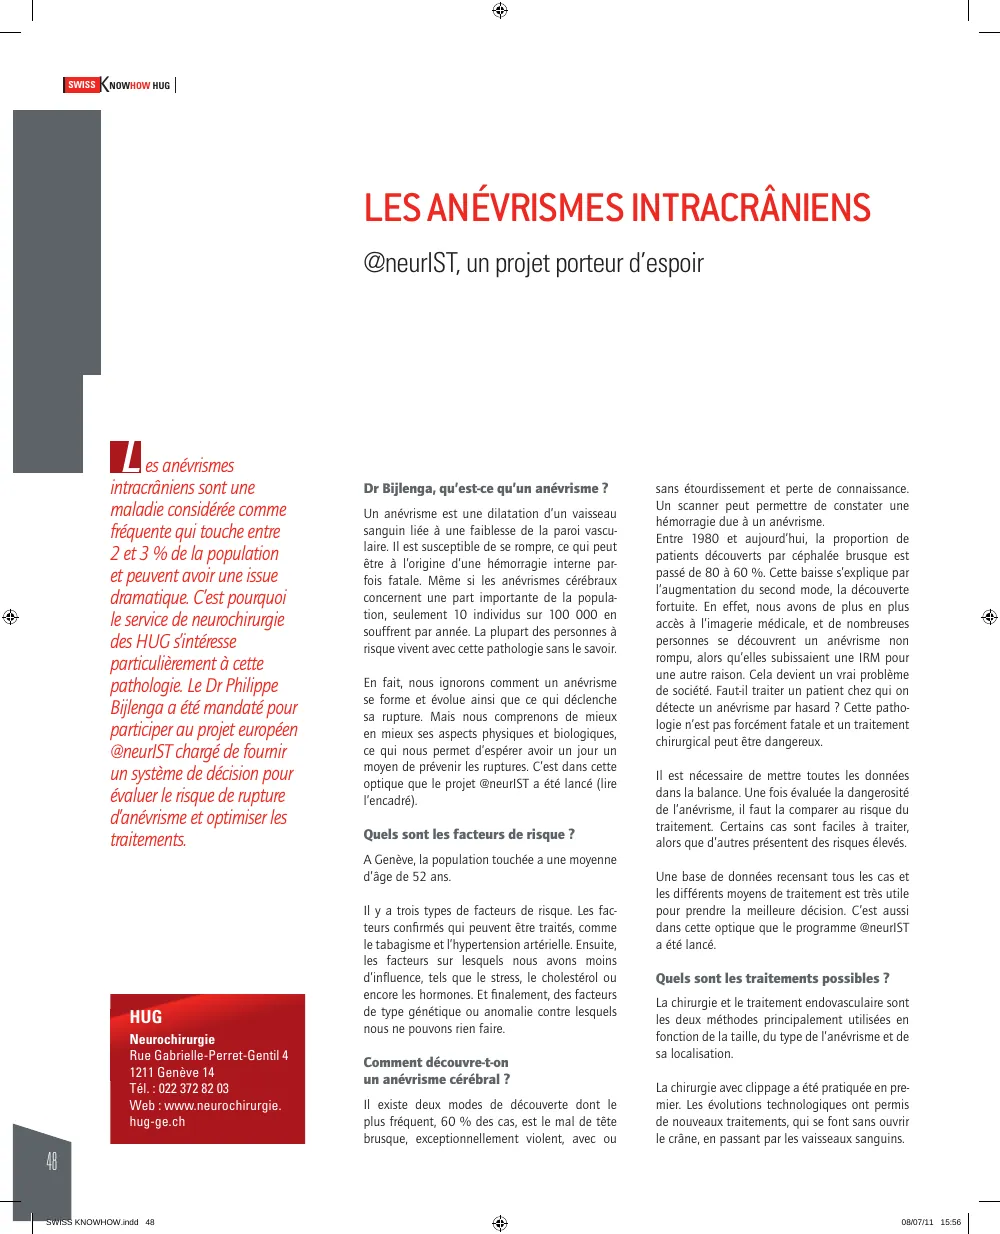 SWISS KNOWHOW HUG
LES ANÉVRISMES INTRACRÂNIENS
@neurIST, un projet porteur d’espoir
Les anévrismes
intracrâniens sont une
maladie considérée comme
fréquente qui touche entre
2 et 3 % de la population
et peuvent avoir une issue
dramatique. C’est pourquoi
le service de neurochirurgie
des HUG s’intéresse
particulièrement à cette
pathologie. Le Dr Philippe
Bijlenga a été mandaté pour
participer au projet européen
@neurIST chargé de fournir
un système de décision pour
évaluer le risque de rupture
d’anévrisme et optimiser les
traitements.
HUG
Neurochirurgie
Rue Gabrielle-Perret-Gentil 4
1211 Genève 14
Tél. : 022 372 82 03
Web : www.neurochirurgie.
hug-ge.ch
Dr Bijlenga, qu’est-ce qu’un anévrisme ?
Un anévrisme est une dilatation d’un vaisseau
sanguin liée à une faiblesse de la paroi vascu-
laire. Il est susceptible de se rompre, ce qui peut
être à l’origine d’une hémorragie interne par-
fois fatale. Même si les anévrismes cérébraux
concernent une part importante de la popula-
tion, seulement 10 individus sur 100 000 en
souffrent par année. La plupart des personnes à
risque vivent avec cette pathologie sans le savoir.
En fait, nous ignorons comment un anévrisme
se forme et évolue ainsi que ce qui déclenche
sa rupture. Mais nous comprenons de mieux
en mieux ses aspects physiques et biologiques,
ce qui nous permet d’espérer avoir un jour un
moyen de prévenir les ruptures. C’est dans cette
optique que le projet @neurIST a été lancé (lire
l’encadré).
Quels sont les facteurs de risque ?
A Genève, la population touchée a une moyenne
d’âge de 52 ans.
Il y a trois types de facteurs de risque. Les fac-
teurs confirmés qui peuvent être traités, comme
le tabagisme et l’hypertension artérielle. Ensuite,
les facteurs sur lesquels nous avons moins
d’influence, tels que le stress, le cholestérol ou
encore les hormones. Et finalement, des facteurs
de type génétique ou anomalie contre lesquels
nous ne pouvons rien faire.
Comment découvre-t-on
un anévrisme cérébral ?
Il existe deux modes de découverte dont le
plus fréquent, 60 % des cas, est le mal de tête
brusque, exceptionnellement violent, avec ou
sans étourdissement et perte de connaissance.
Un scanner peut permettre de constater une
hémorragie due à un anévrisme.
Entre 1980 et aujourd’hui, la proportion de
patients découverts par céphalée brusque est
passé de 80 à 60 %. Cette baisse s’explique par
l’augmentation du second mode, la découverte
fortuite. En effet, nous avons de plus en plus
accès à l’imagerie médicale, et de nombreuses
personnes se découvrent un anévrisme non
rompu, alors qu’elles subissaient une IRM pour
une autre raison. Cela devient un vrai problème
de société. Faut-il traiter un patient chez qui on
détecte un anévrisme par hasard ? Cette patho-
logie n’est pas forcément fatale et un traitement
chirurgical peut être dangereux.
Il est nécessaire de mettre toutes les données
dans la balance. Une fois évaluée la dangerosité
de l’anévrisme, il faut la comparer au risque du
traitement. Certains cas sont faciles à traiter,
alors que d’autres présentent des risques élevés.
Une base de données recensant tous les cas et
les différents moyens de traitement est très utile
pour prendre la meilleure décision. C’est aussi
dans cette optique que le programme @neurIST
a été lancé.
Quels sont les traitements possibles ?
La chirurgie et le traitement endovasculaire sont
les deux méthodes principalement utilisées en
fonction de la taille, du type de l’anévrisme et de
sa localisation.
La chirurgie avec clippage a été pratiquée en pre-
mier. Les évolutions technologiques ont permis
de nouveaux traitements, qui se font sans ouvrir
le crâne, en passant par les vaisseaux sanguins.
48
SWISS KNOWHOW.indd 48
08/07/11 15:56